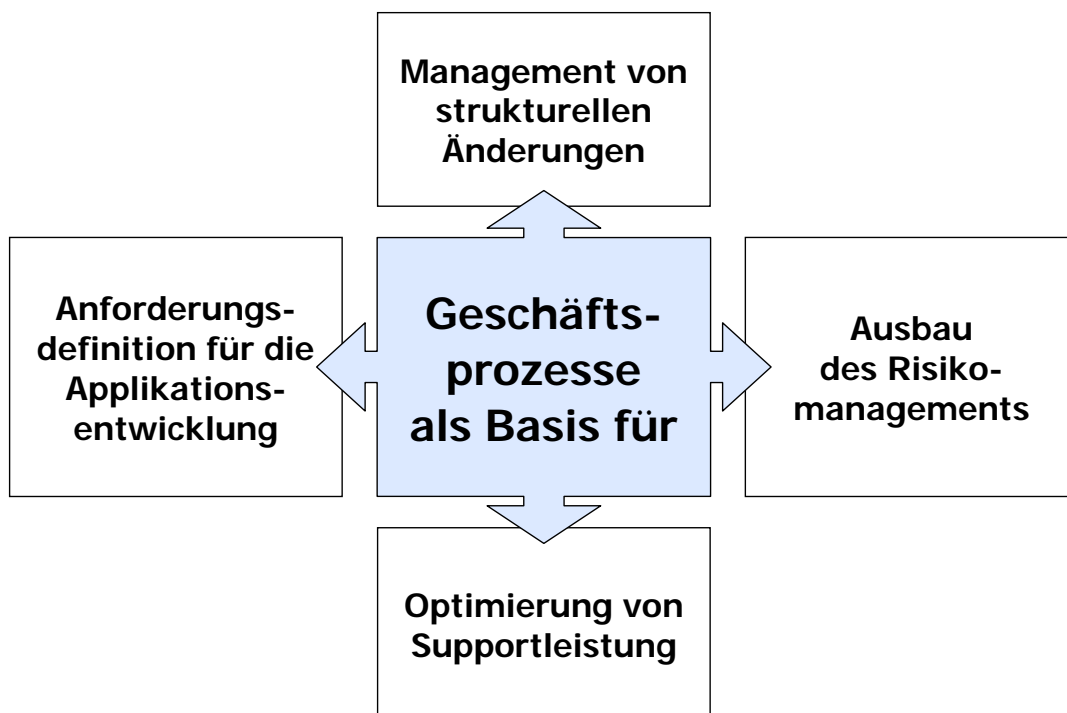 Management von
strukturellen
Änderungen
Anforderungs-
definition für die
Applikations-
entwicklung
Geschäfts-
prozesse
als Basis für
Ausbau
des Risiko-
managements
Optimierung von
Supportleistung